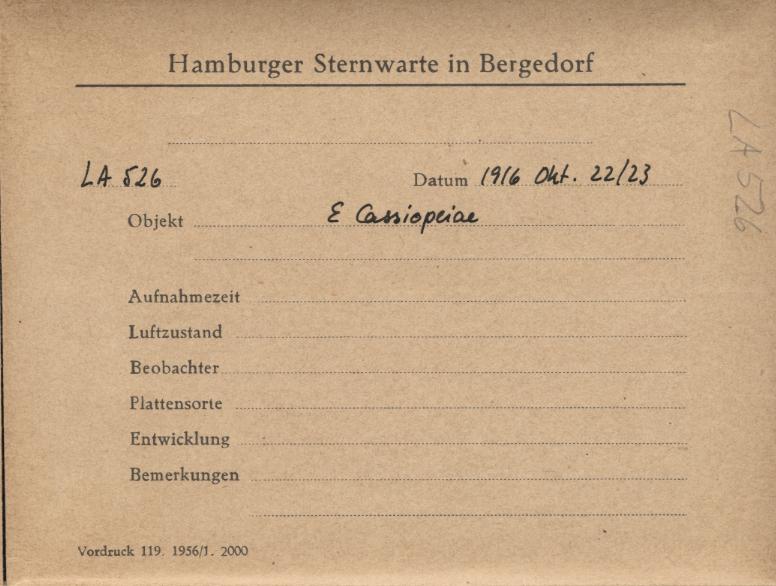 Hamburger Sternwarte in Bergedorf
LA 526 Datum 1916 Okt. 22/23
Objekt ε Cassiopeiae
Aufnahmezeit
Luftzustand
Beobachter
Plattensorte
Entwicklung
Bemerkungen
Vordruck 119. 1956/1. 2000
LA 526